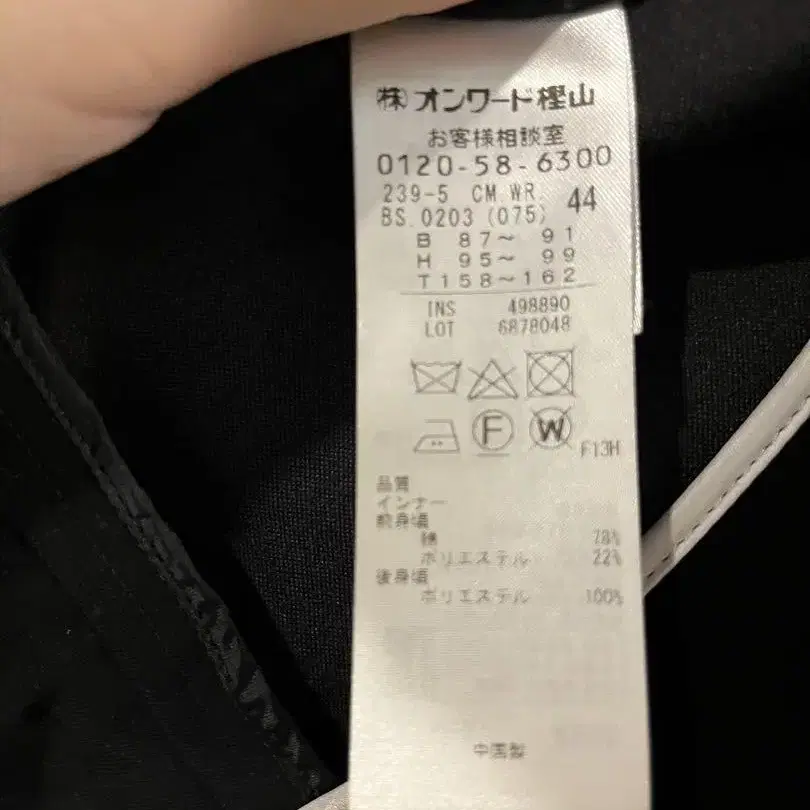 ㈱オンワード樫山
お客様相談室
0120-58-6300
239-5 CM.WR. 44
BS.0203 (075)
B 87~ 91
H 95~ 99
T158~162
INS 498890
LOT 6878048
F
W
F13H
品質
インナー
前身頃
綿 78%
ポリエステル 22%
後身頃
ポリエステル 100%
中国製